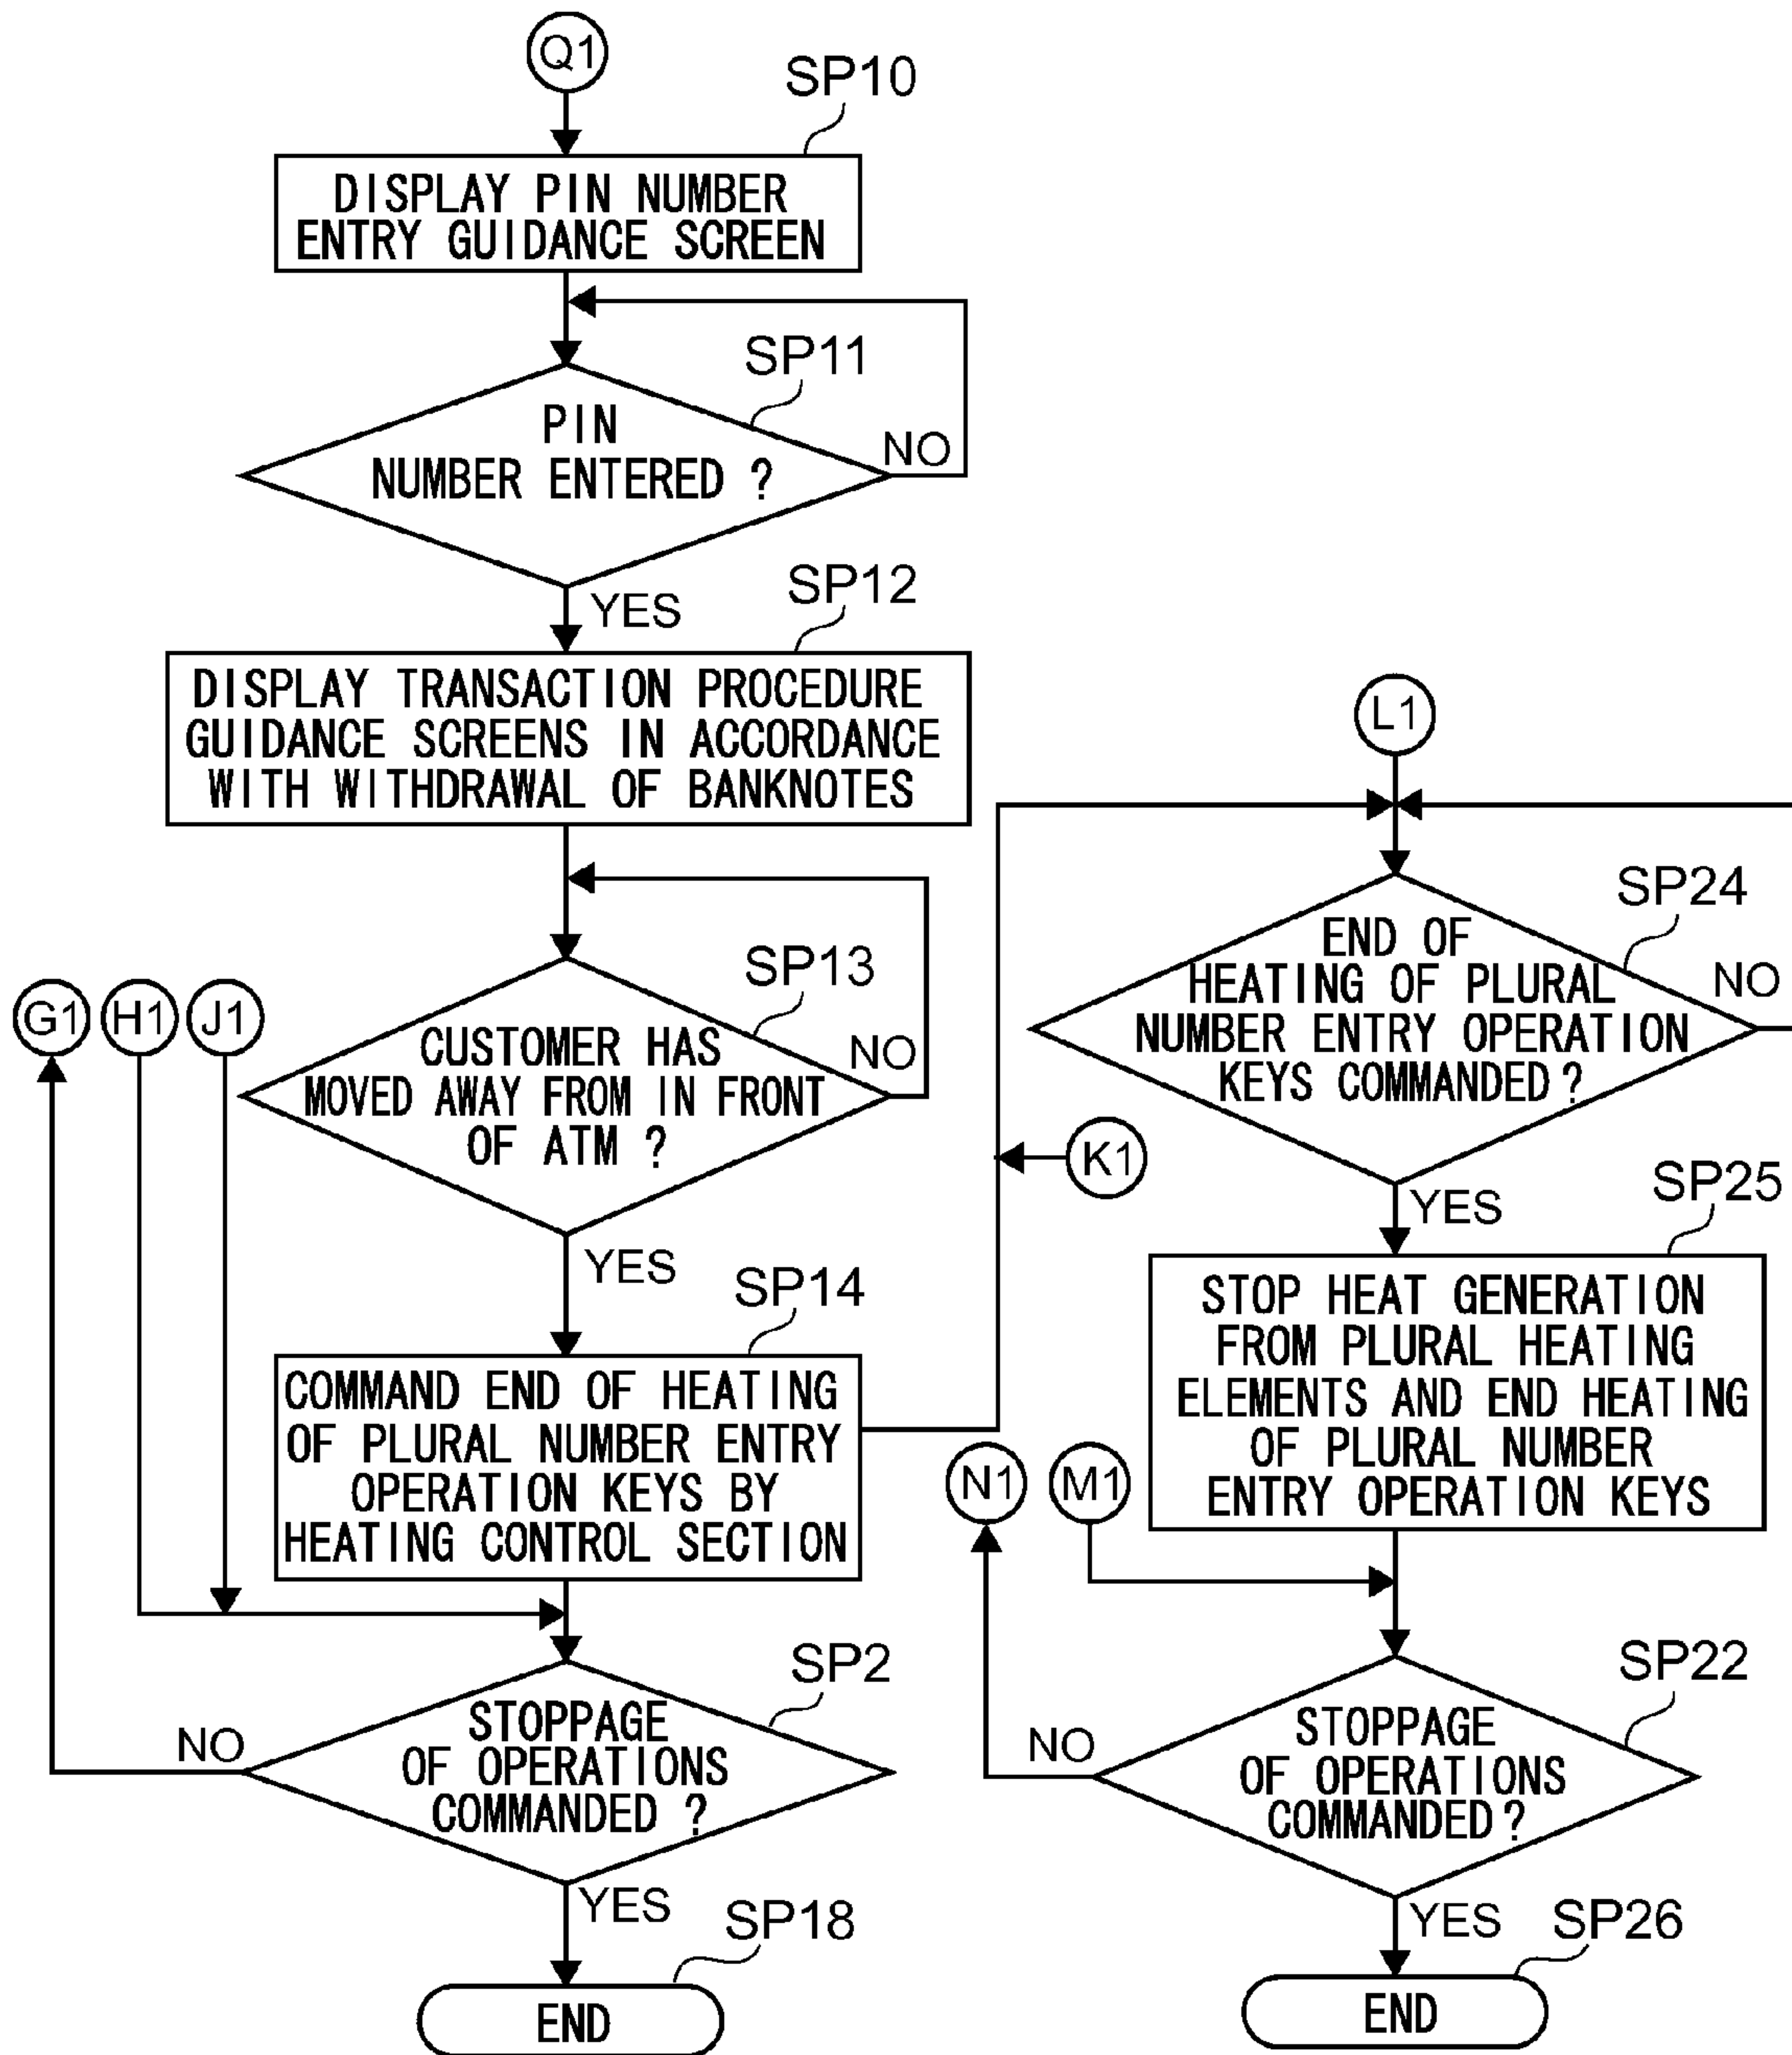 Q1
SP10
DISPLAY PIN NUMBER
ENTRY GUIDANCE SCREEN
SP11
PIN
NUMBER ENTERED ?
NO
YES
SP12
DISPLAY TRANSACTION PROCEDURE
GUIDANCE SCREENS IN ACCORDANCE
WITH WITHDRAWAL OF BANKNOTES
SP13
G1 H1 J1
CUSTOMER HAS
MOVED AWAY FROM IN FRONT
OF ATM ?
NO
YES
SP14
COMMAND END OF HEATING
OF PLURAL NUMBER ENTRY
OPERATION KEYS BY
HEATING CONTROL SECTION
SP2
STOPPAGE
OF OPERATIONS
COMMANDED ?
NO
YES
SP18
END
L1
SP24
END OF
HEATING OF PLURAL
NUMBER ENTRY OPERATION
KEYS COMMANDED ?
NO
K1
YES
SP25
STOP HEAT GENERATION
FROM PLURAL HEATING
ELEMENTS AND END HEATING
OF PLURAL NUMBER
ENTRY OPERATION KEYS
N1 M1
SP22
STOPPAGE
OF OPERATIONS
COMMANDED ?
NO
YES
SP26
END